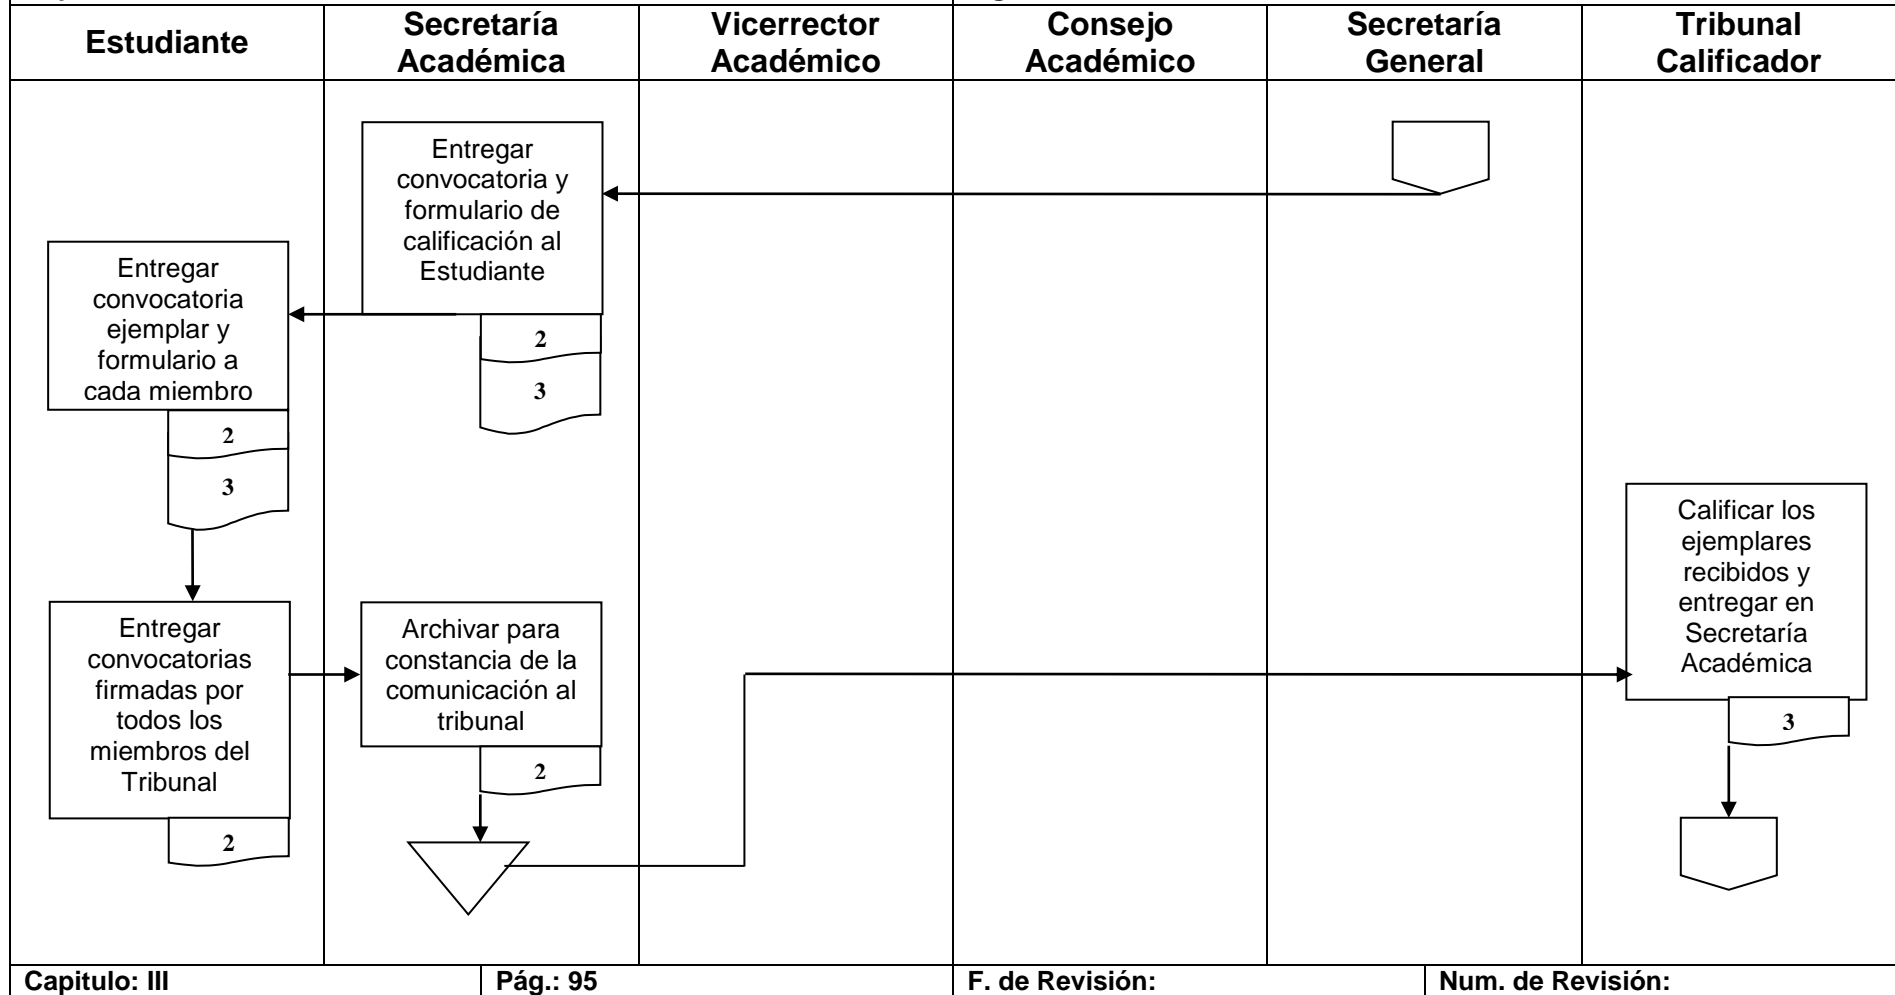 Estudiante
Secretaría
Académica
Vicerrector
Académico
Consejo
Académico
Secretaría
General
Tribunal
Calificador
Entregar
convocatoria y
formulario de
calificación al
Estudiante
2
3
Entregar
convocatoria
ejemplar y
formulario a
cada miembro
2
3
Entregar
convocatorias
firmadas por
todos los
miembros del
Tribunal
2
Archivar para
constancia de la
comunicación al
tribunal
2
Calificar los
ejemplares
recibidos y
entregar en
Secretaría
Académica
3
Capitulo: III
Pág.: 95
F. de Revisión:
Num. de Revisión: